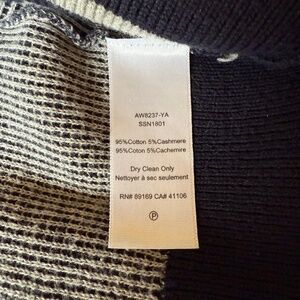 AW8237-YA
SSN1801
95%Cotton 5%Cashmere
95%Cotton 5%Cachemire
Dry Clean Only
Nettoyer à sec seulement
RN# 89169 CA# 41106
P